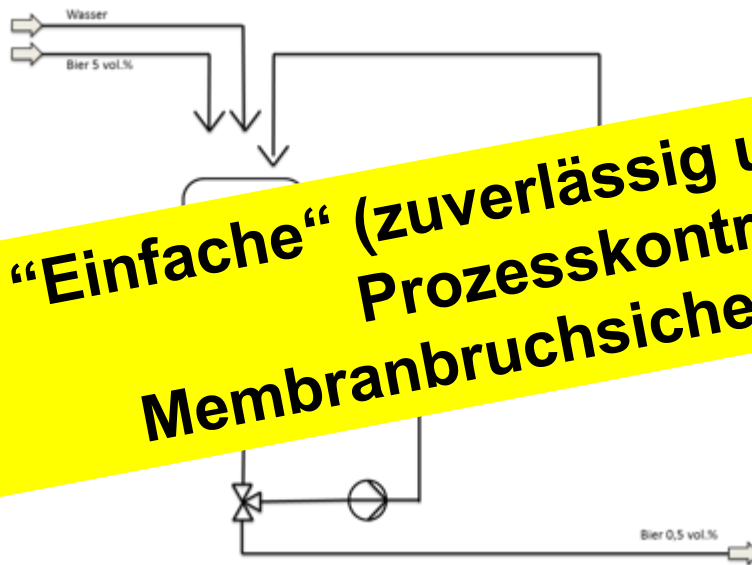 Wasser
Bier 5 vol.%
“Einfache“ (zuverlässig
Prozesskontr
Membranbruchsiche
Bier 0,5 vol.%